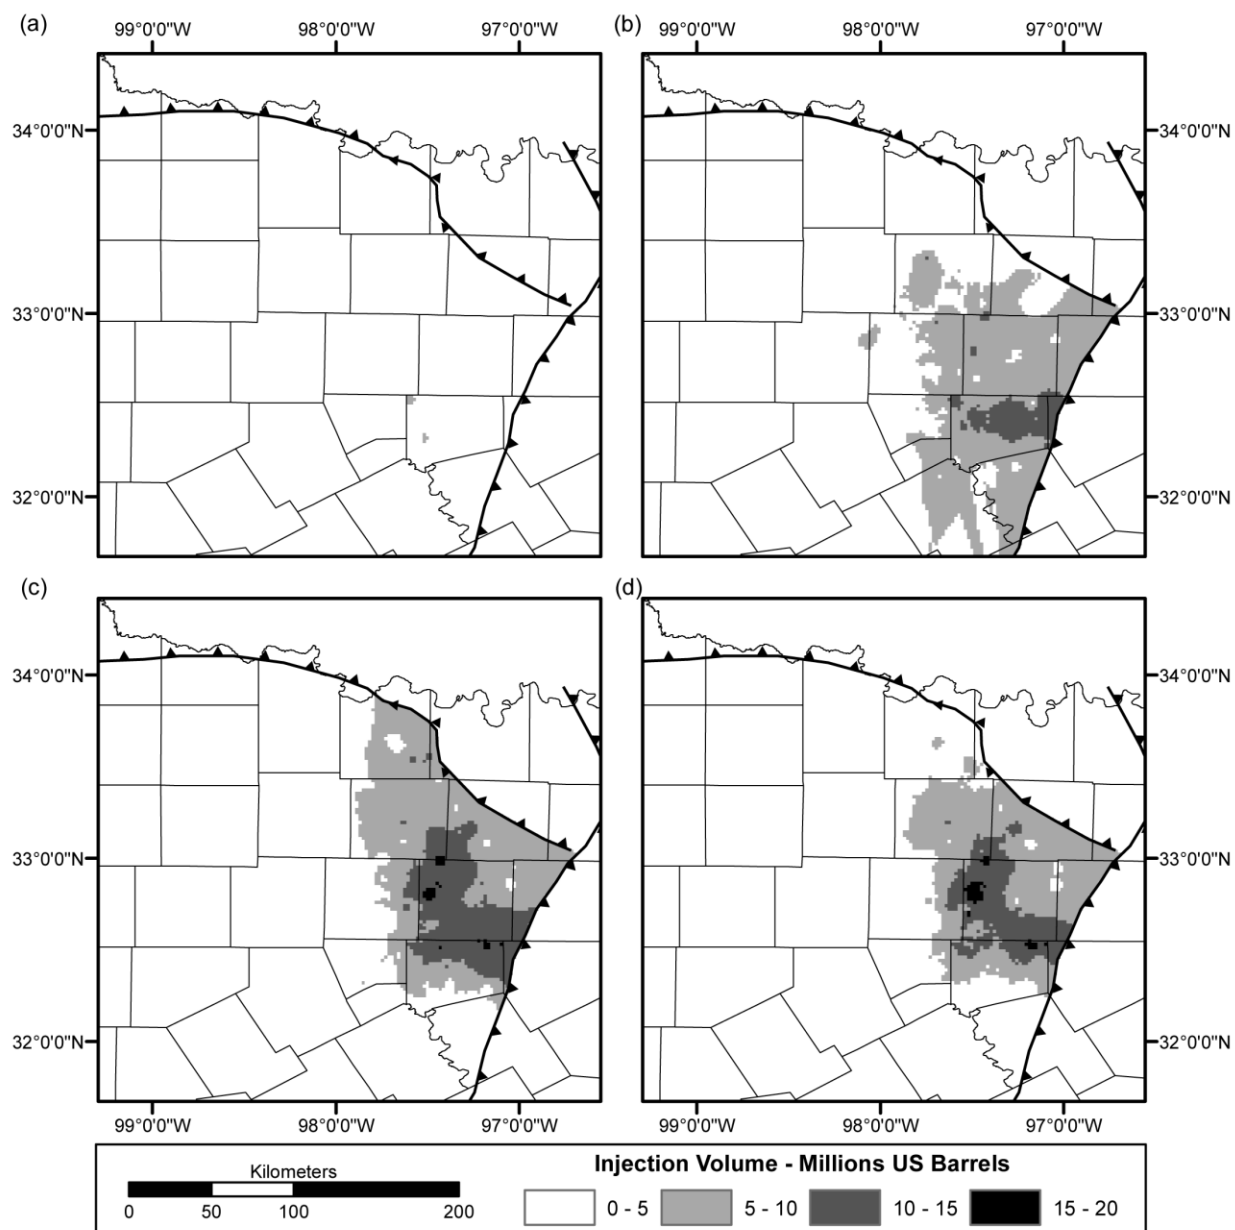 (a)
(b)
99°0'0"W 98°0'0"W 97°0'0"W 99°0'0"W 98°0'0"W 97°0'0"W
34°0'0"N 34°0'0"N
33°0'0"N 33°0'0"N
32°0'0"N 32°0'0"N
(c)
(d)
34°0'0"N 34°0'0"N
33°0'0"N 33°0'0"N
32°0'0"N 32°0'0"N
99°0'0"W 98°0'0"W 97°0'0"W 99°0'0"W 98°0'0"W 97°0'0"W
Kilometers
0 50 100 200
Injection Volume - Millions US Barrels
0 - 5 5 - 10 10 - 15 15 - 20